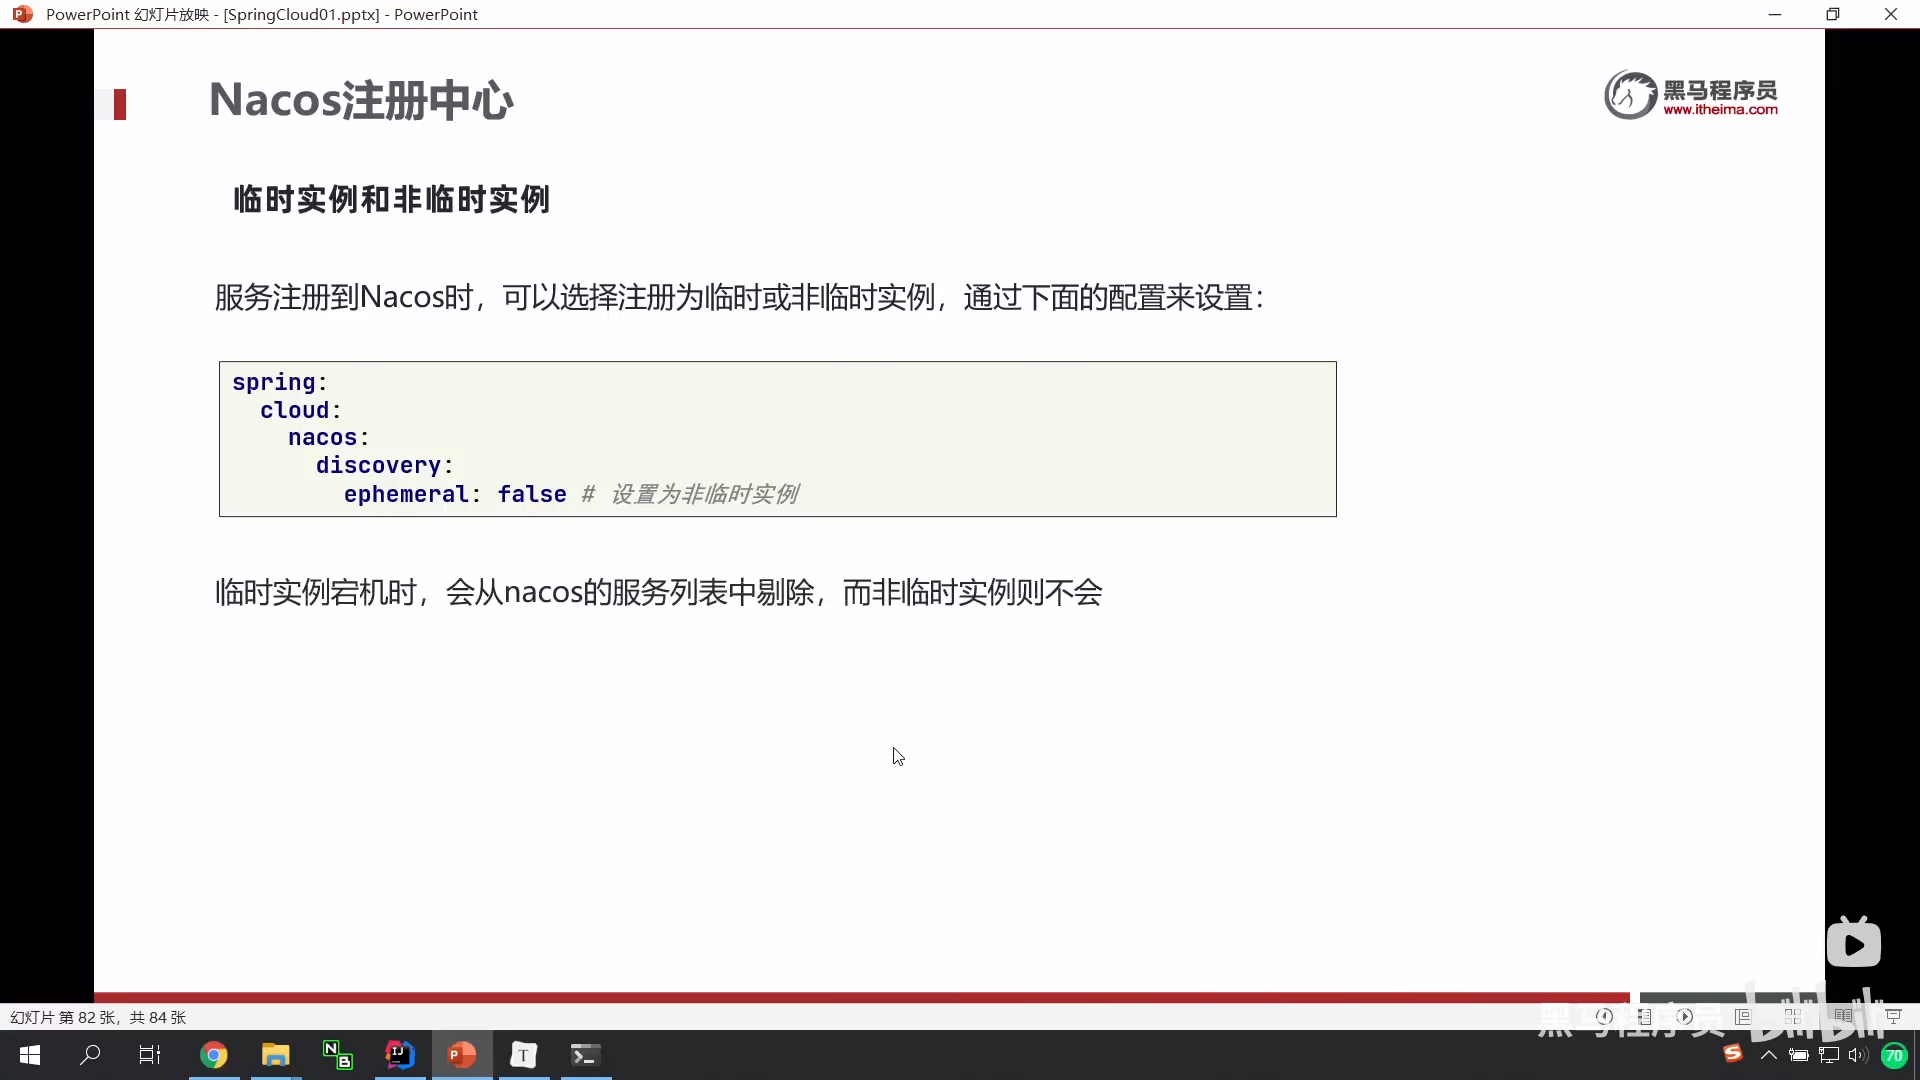 PowerPoint 幻灯片放映 - [SpringCloud01.pptx] - PowerPoint
Nacos注册中心
黑马程序员
www.itheima.com
临时实例和非临时实例
服务注册到Nacos时，可以选择注册为临时或非临时实例，通过下面的配置来设置：
spring:
  cloud:
    nacos:
      discovery:
        ephemeral: false # 设置为非临时实例
临时实例宕机时，会从nacos的服务列表中剔除，而非临时实例则不会
幻灯片 第 82 张，共 84 张
黑马程序员 bilibili
70